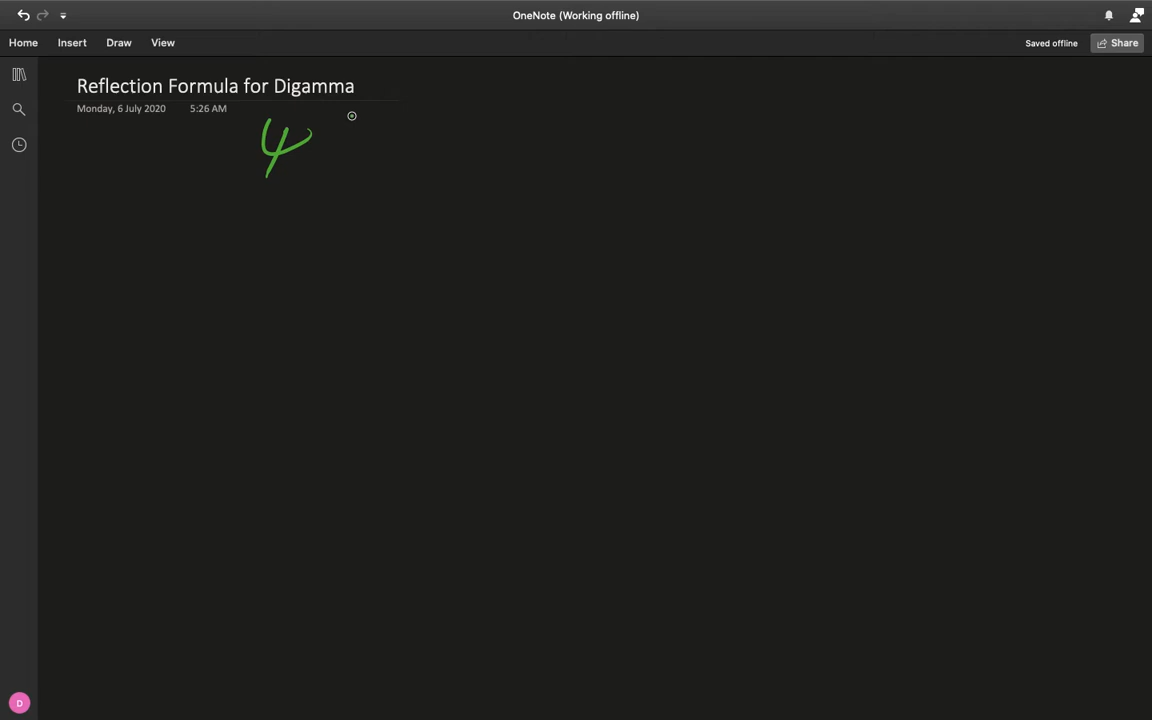 OneNote (Working offline)
Home Insert Draw View
Saved offline Share
Reflection Formula for Digamma
Monday, 6 July 2020 5:26 AM
ψ
D